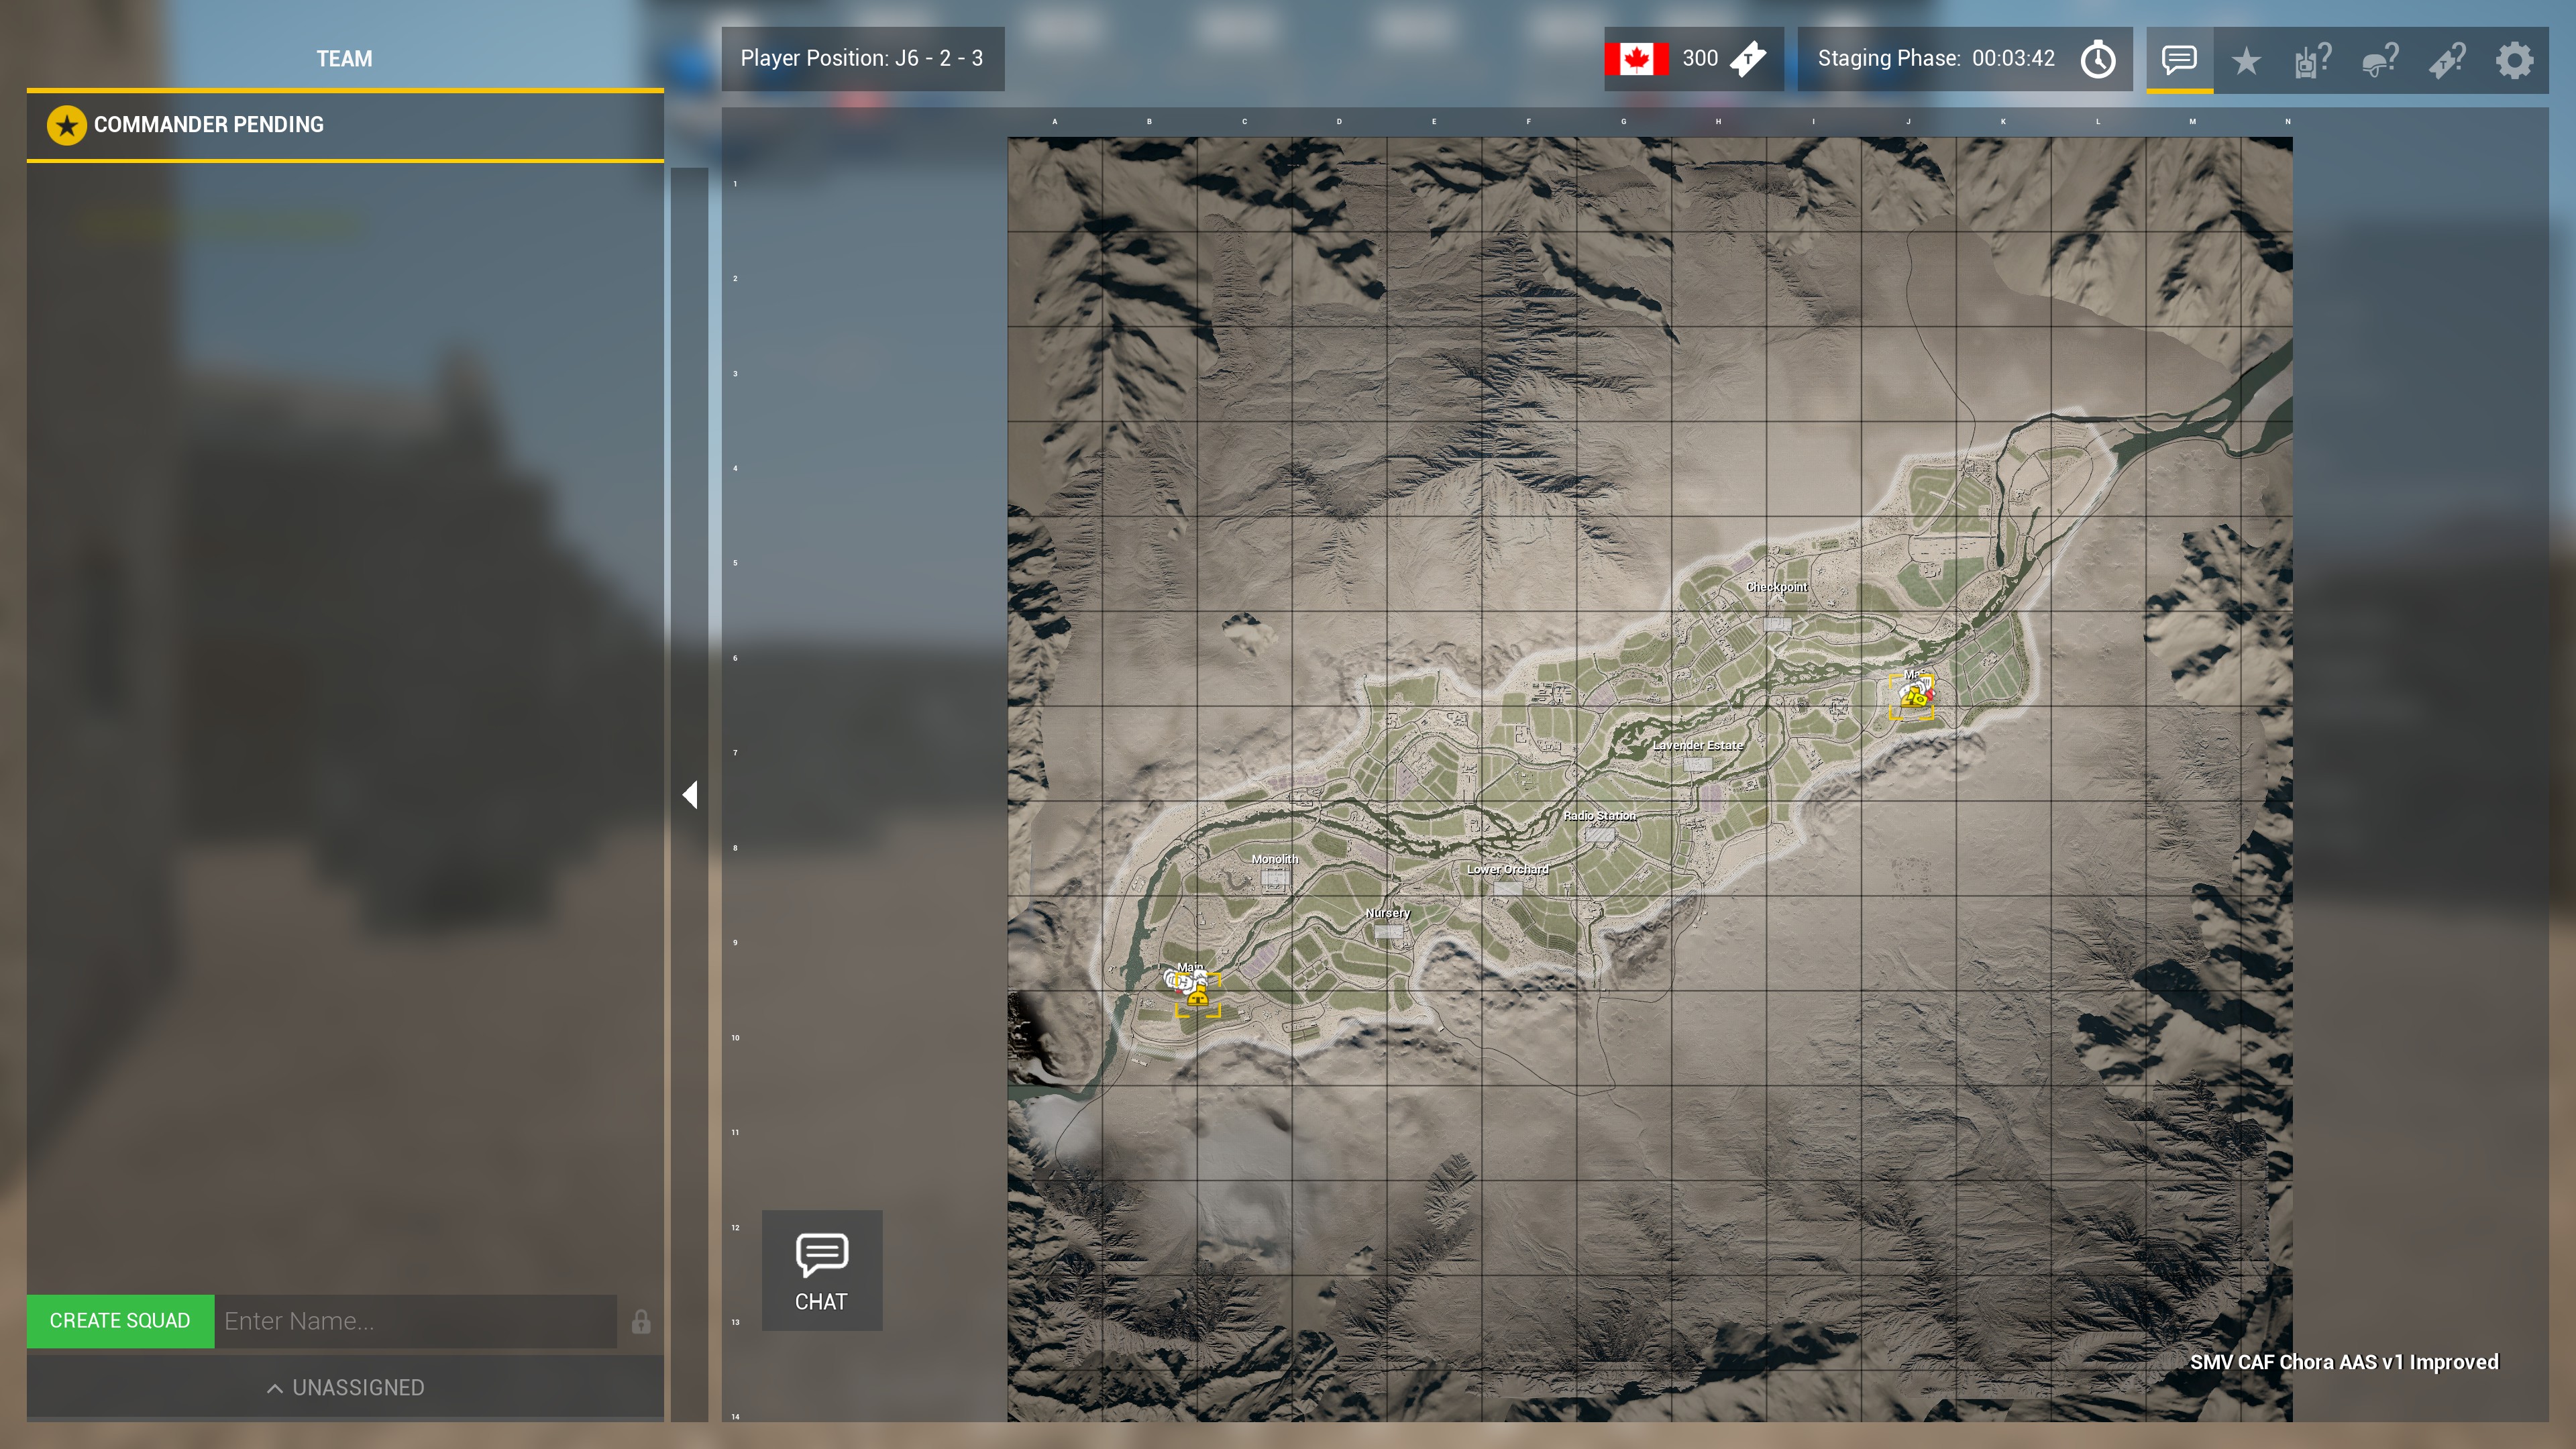 TEAM
Player Position: J6 - 2 - 3
300
T
Staging Phase: 00:03:42
COMMANDER PENDING
A B C D E F G H I J K L M N
1
2
3
4
5
Checkpoint
6
Main
7
Lavender Estate
Radio Station
8
Monolith
Lower Orchard
Nursery
9
Main
10
11
12
CHAT
13
CREATE SQUAD
Enter Name...
SMV CAF Chora AAS v1 Improved
UNASSIGNED
14